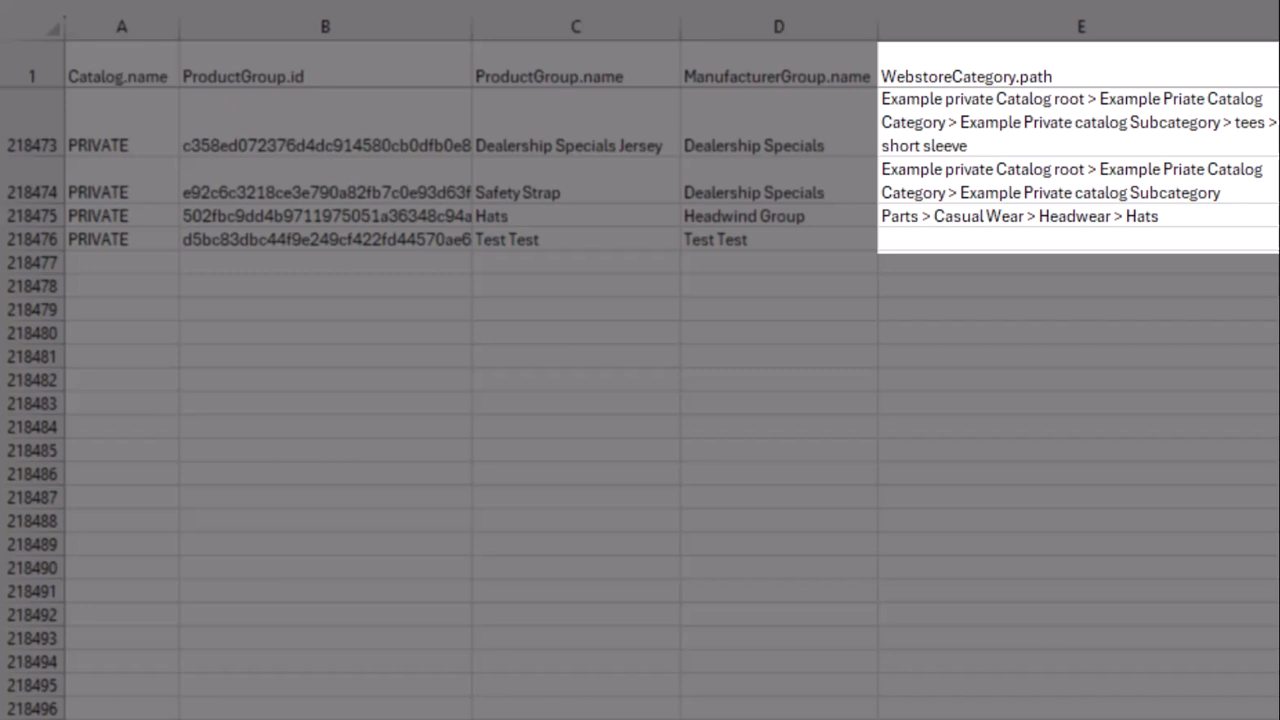 A B C D E
1 Catalog.name ProductGroup.id ProductGroup.name ManufacturerGroup.name WebstoreCategory.path
Example private Catalog root > Example Priate Catalog
Category > Example Private catalog Subcategory > tees >
218473 PRIVATE c358ed072376d4dc914580cb0dfb0e8 Dealership Specials Jersey Dealership Specials short sleeve
Example private Catalog root > Example Priate Catalog
218474 PRIVATE e92c6c3218ce3e790a82fb7c0e93d63f Safety Strap Dealership Specials Category > Example Private catalog Subcategory
218475 PRIVATE 502fbc9dd4b9711975051a36348c94a Hats Headwind Group Parts > Casual Wear > Headwear > Hats
218476 PRIVATE d5bc83dbc44f9e249cf422fd44570ae6 Test Test Test Test
218477
218478
218479
218480
218481
218482
218483
218484
218485
218486
218487
218488
218489
218490
218491
218492
218493
218494
218495
218496